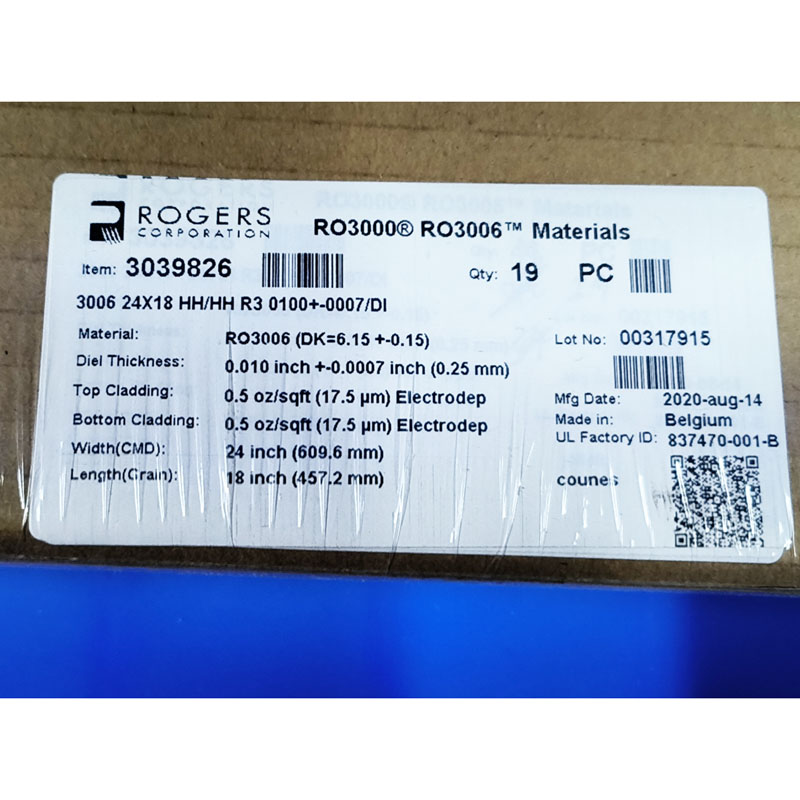 ROGERS
CORPORATION
RO3000® RO3006™ Materials
Item: 3039826
Qty: 19 PC
3006 24X18 HH/HH R3 0100+-0007/DI
Material: RO3006 (DK=6.15 +-0.15)
Lot No: 00317915
Diel Thickness: 0.010 inch +-0.0007 inch (0.25 mm)
Top Cladding: 0.5 oz/sqft (17.5 µm) Electrodep
Mfg Date: 2020-aug-14
Bottom Cladding: 0.5 oz/sqft (17.5 µm) Electrodep
Made in: Belgium
UL Factory ID: 837470-001-B
Width(CMD): 24 inch (609.6 mm)
Length(Grain): 18 inch (457.2 mm)
counes